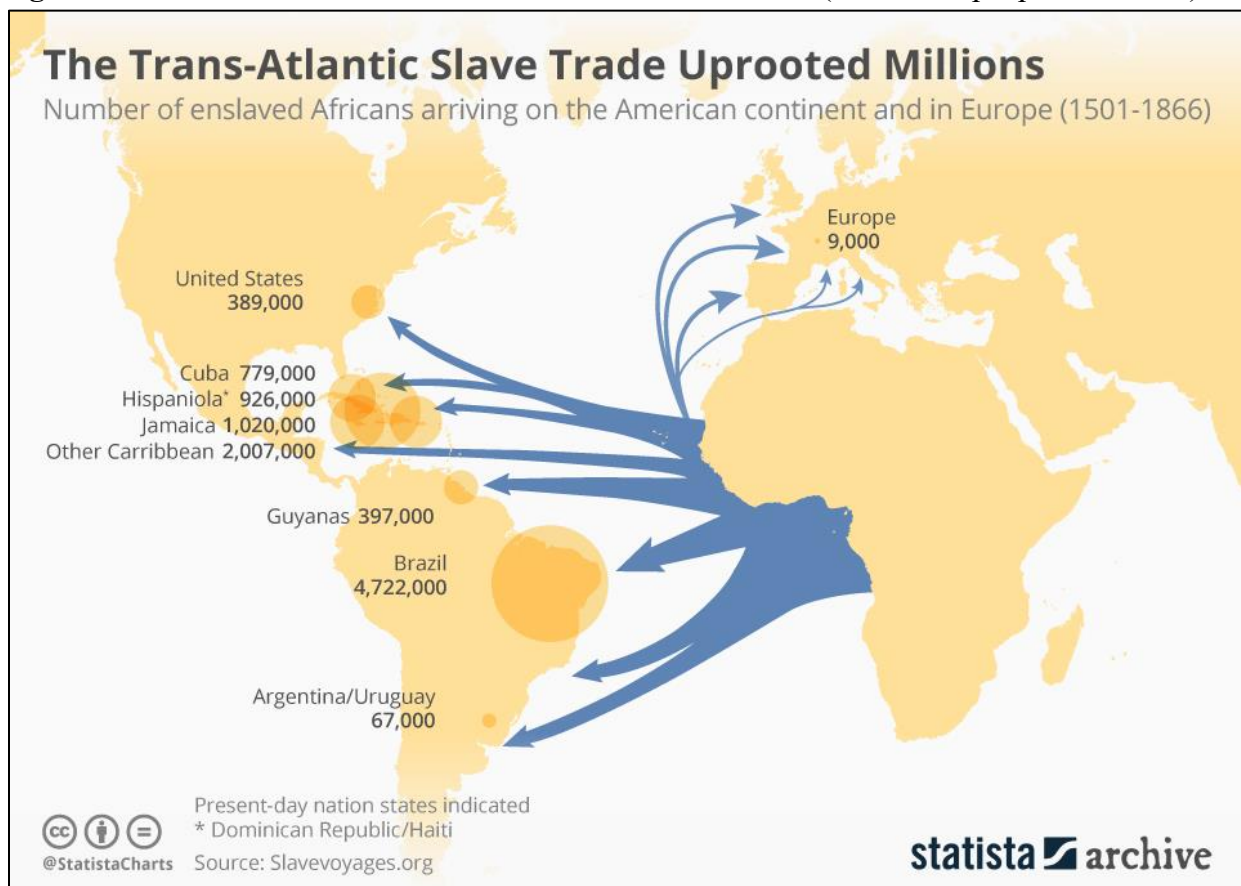 The Trans-Atlantic Slave Trade Uprooted Millions
Number of enslaved Africans arriving on the American continent and in Europe (1501-1866)
Europe
9,000
United States
389,000
Cuba 779,000
Hispaniola* 926,000
Jamaica 1,020,000
Other Carribbean 2,007,000
Guyanas 397,000
Brazil
4,722,000
Argentina/Uruguay
67,000
Present-day nation states indicated
* Dominican Republic/Haiti
Source: Slavevoyages.org
cc
@StatistaCharts
statista archive